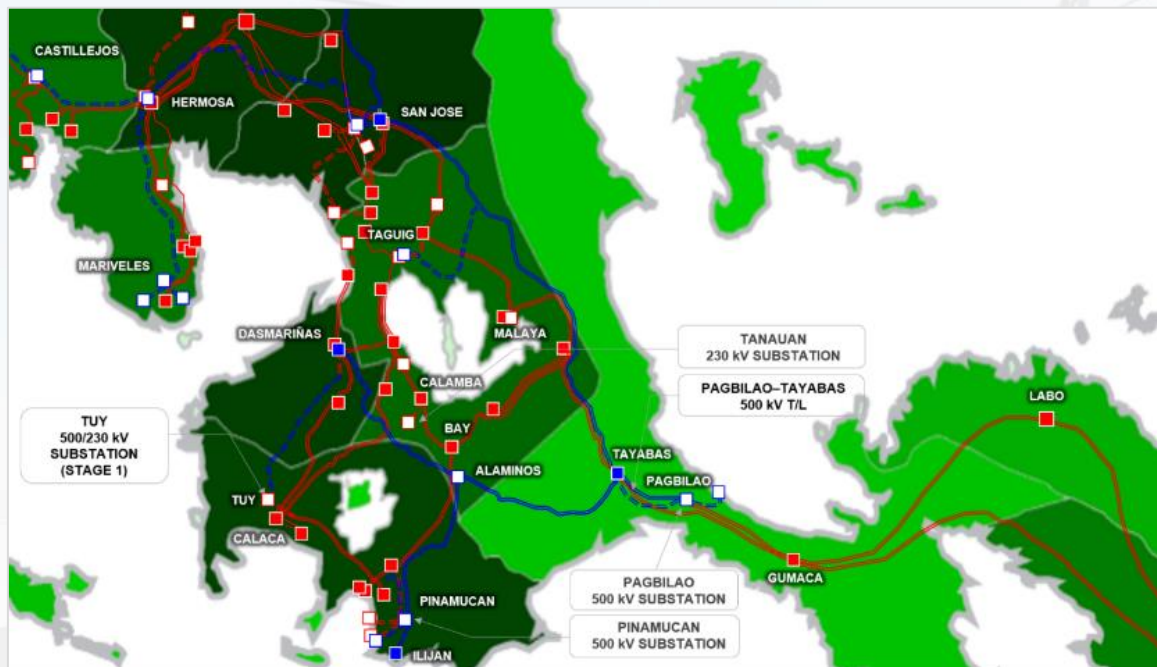 CASTILLEJOS
HERMOSA
SAN JOSE
TAGUIG
MARIVELES
DASMARIÑAS
MALAYA
TANAUAN
230 kV SUBSTATION
CALAMBA
PAGBILAO–TAYABAS
500 kV T/L
LABO
TUY
500/230 kV
SUBSTATION
(STAGE 1)
BAY
ALAMINOS
TAYABAS
PAGBILAO
TUY
CALACA
GUMACA
PAGBILAO
500 kV SUBSTATION
PINAMUCAN
PINAMUCAN
500 kV SUBSTATION
ILIJAN